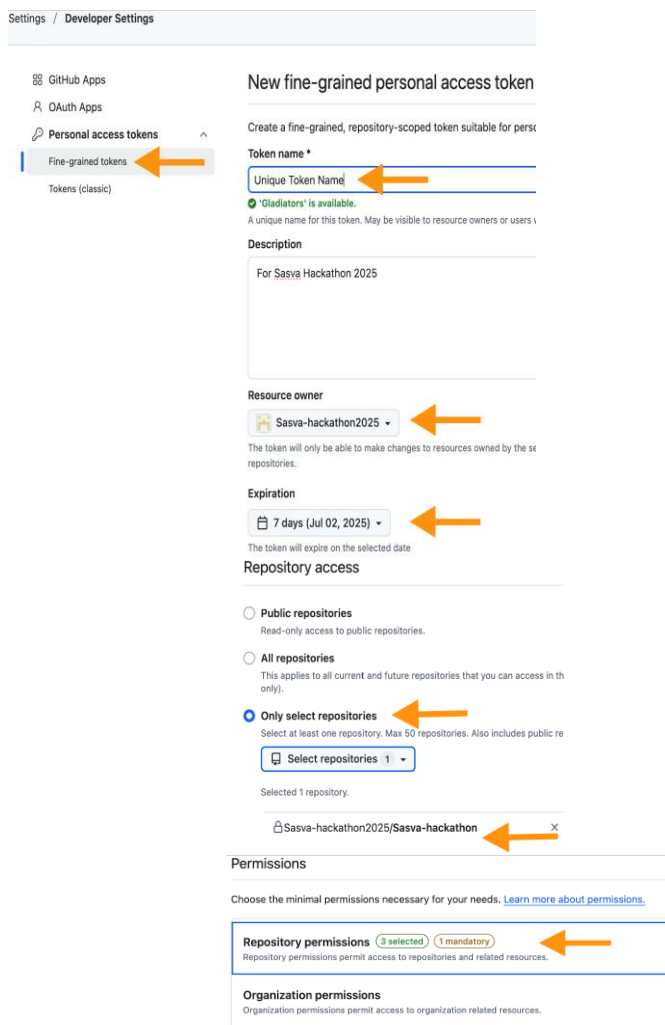 Settings / Developer Settings
GitHub Apps
OAuth Apps
Personal access tokens
Fine-grained tokens
Tokens (classic)
New fine-grained personal access token
Create a fine-grained, repository-scoped token suitable for perso
Token name *
Unique Token Name
'Gladiators' is available.
A unique name for this token. May be visible to resource owners or users v
Description
For Sasva Hackathon 2025
Resource owner
Sasva-hackathon2025
The token will only be able to make changes to resources owned by the se
repositories.
Expiration
7 days (Jul 02, 2025)
The token will expire on the selected date
Repository access
Public repositories
Read-only access to public repositories.
All repositories
This applies to all current and future repositories that you can access in th
only).
Only select repositories
Select at least one repository. Max 50 repositories. Also includes public re
Select repositories 1
Selected 1 repository.
Sasva-hackathon2025/Sasva-hackathon
Permissions
Choose the minimal permissions necessary for your needs. Learn more about permissions.
Repository permissions 3 selected 1 mandatory
Repository permissions permit access to repositories and related resources.
Organization permissions
Organization permissions permit access to organization related resources.